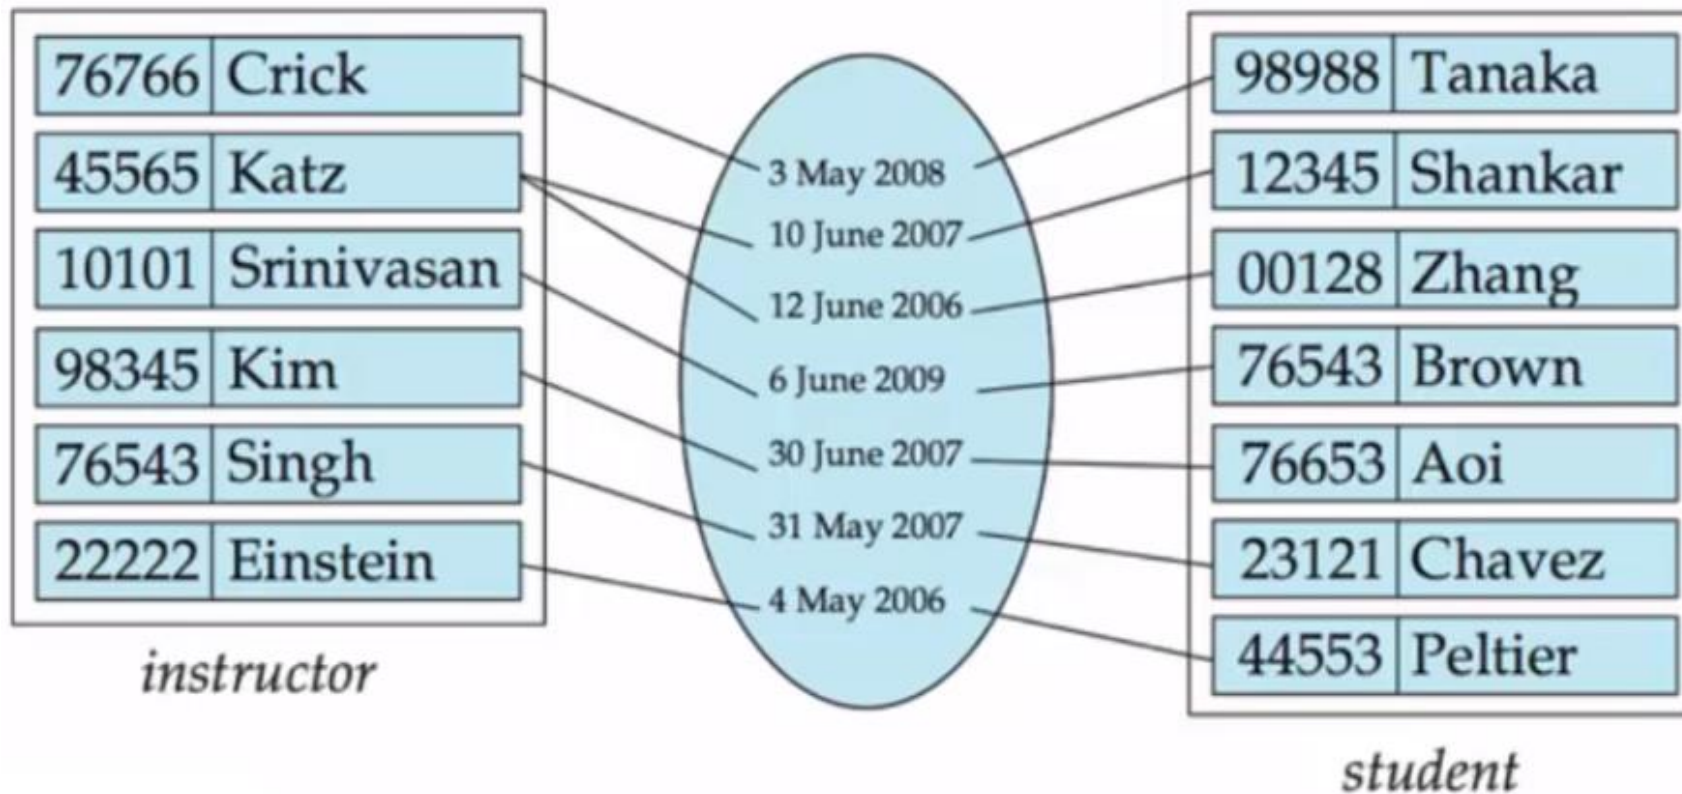 76766 Crick
45565 Katz
10101 Srinivasan
98345 Kim
76543 Singh
22222 Einstein
instructor
3 May 2008
10 June 2007
12 June 2006
6 June 2009
30 June 2007
31 May 2007
4 May 2006
98988 Tanaka
12345 Shankar
00128 Zhang
76543 Brown
76653 Aoi
23121 Chavez
44553 Peltier
student